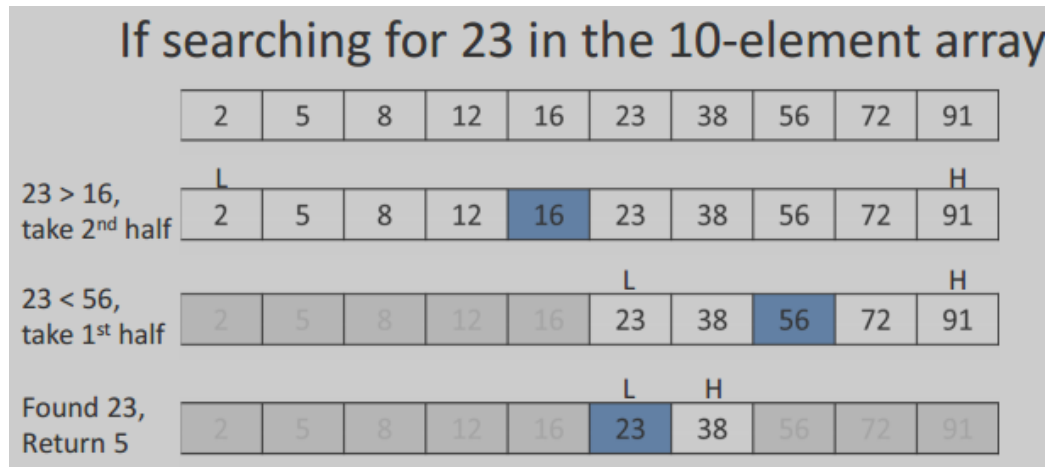 If searching for 23 in the 10-element array
2 5 8 12 16 23 38 56 72 91
L H
23 > 16,
take 2nd half
2 5 8 12 16 23 38 56 72 91
L H
23 < 56,
take 1st half
2 5 8 12 16 23 38 56 72 91
L H
Found 23,
Return 5
2 5 8 12 16 23 38 56 72 91